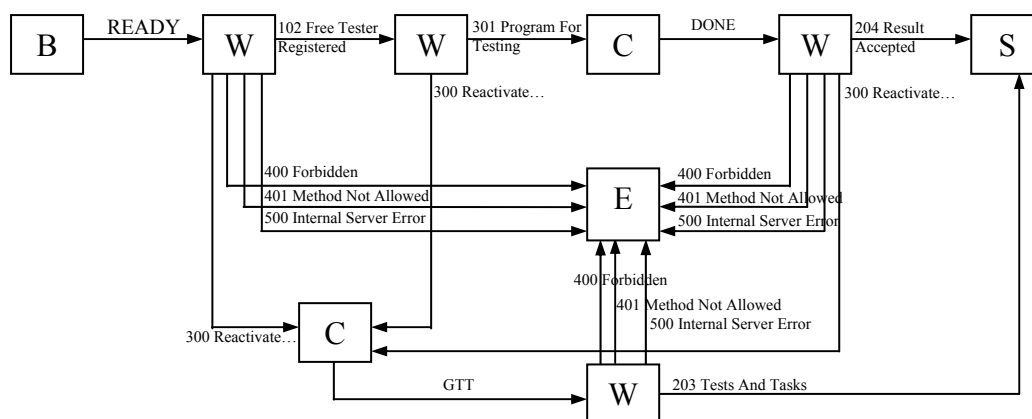 READY
102 Free Tester
Registered
301 Program For
Testing
DONE
204 Result
Accepted
B
W
W
C
W
S
300 Reactivate…
300 Reactivate…
400 Forbidden
401 Method Not Allowed
500 Internal Server Error
E
400 Forbidden
401 Method Not Allowed
500 Internal Server Error
400 Forbidden
401 Method Not Allowed
500 Internal Server Error
300 Reactivate…
C
GTT
W
203 Tests And Tasks